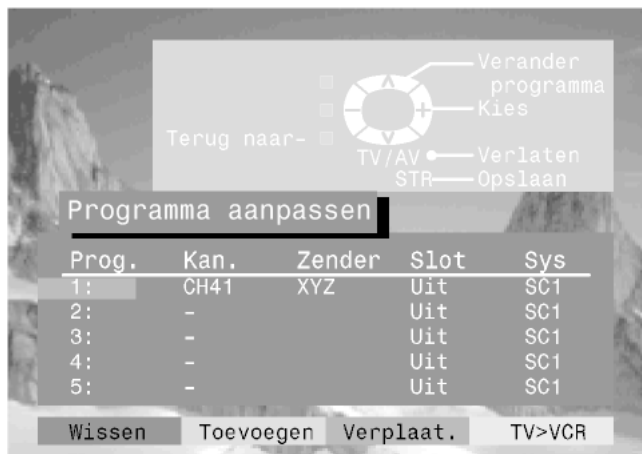 Verander
programma
Kies
Terug naar-
TV/AV
Verlaten
STR
Opslaan
Programma aanpassen
Prog. Kan. Zender Slot Sys
1: CH41 XYZ Uit SC1
2: - Uit SC1
3: - Uit SC1
4: - Uit SC1
5: - Uit SC1
Wissen Toevoegen Verplaat. TV>VCR